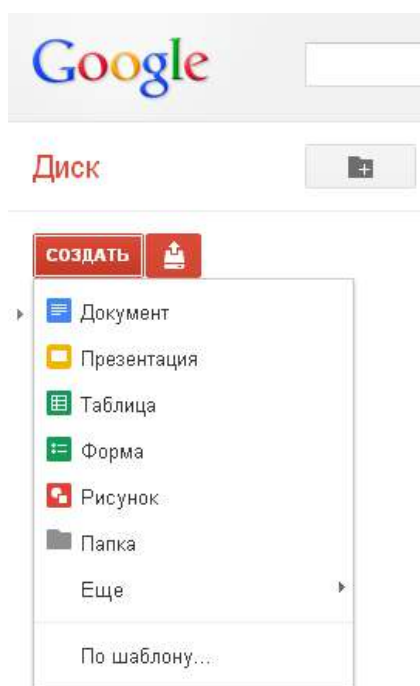 Google
Диск
СОЗДАТЬ
Документ
Презентация
Таблица
Форма
Рисунок
Папка
Еще
По шаблону...